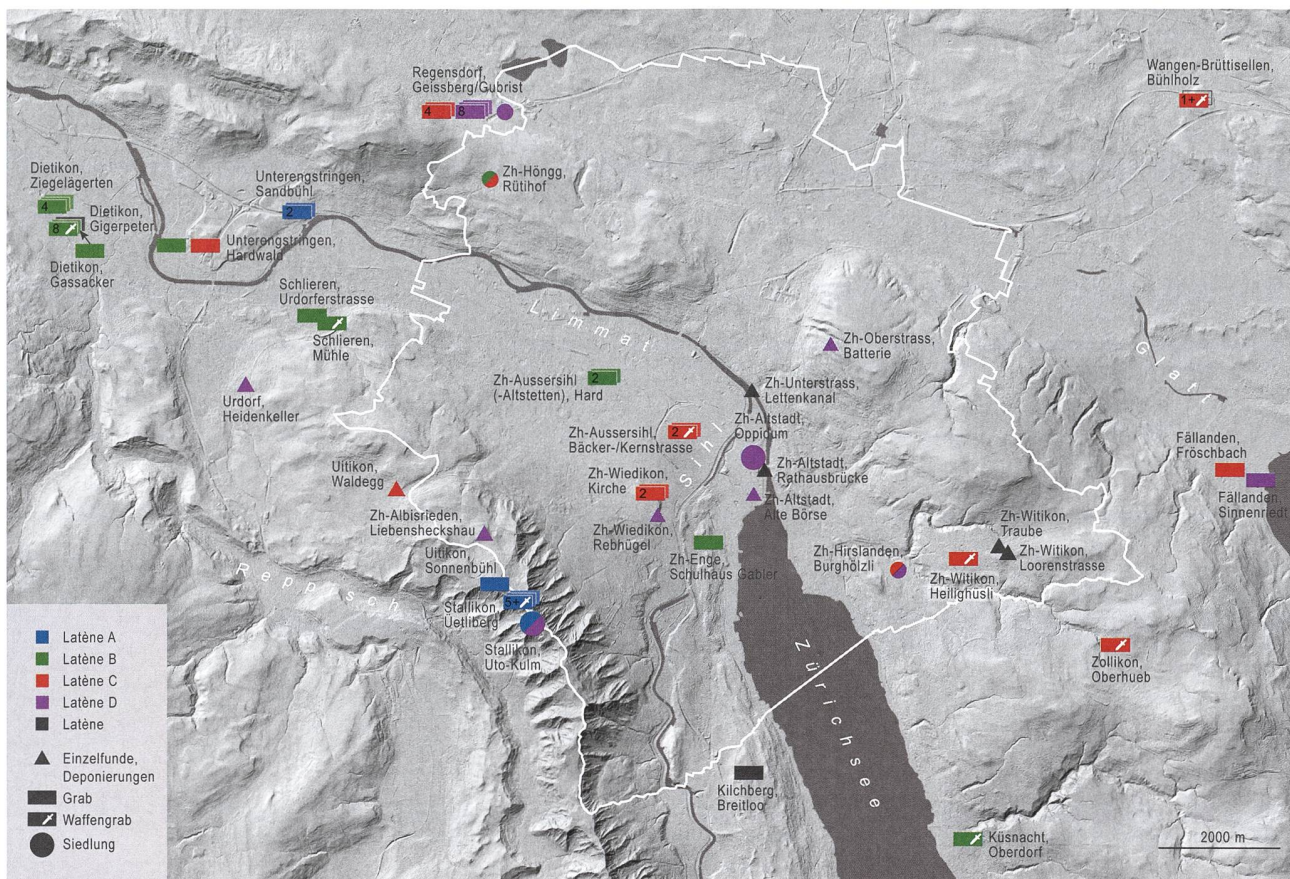 Regensdorf,
Geissberg/Gubrist
4
8
Wangen-Brüttisellen,
Bühlholz
1+
Zh-Höngg,
Rütihof
Dietikon,
Ziegelägerten
4
Dietikon,
Gigerpeter
8
Dietikon,
Gassacker
Unterengstringen,
Sandbühl
2
Unterengstringen,
Hardwald
Schlieren,
Urdorferstrasse
Schlieren,
Mühle
Limmat
Glatt
Zh-Oberstrass,
Batterie
Urdorf,
Heidenkeller
Zh-Aussersihl
(-Altstetten), Hard
2
Zh-Unterstrass,
Lettenkanal
Zh-Aussersihl,
Bäcker-/Kernstrasse
2
Sihl
Zh-Altstadt,
Oppidum
Zh-Altstadt,
Rathausbrücke
Zh-Altstadt,
Alte Börse
Fällanden,
Fröschbach
Fällanden,
Sinnenriedt
Uitikon,
Waldegg
Zh-Wiedikon,
Kirche
2
Zh-Wiedikon,
Rebhügel
Zh-Albisrieden,
Liebensheckshau
Uitikon,
Sonnenbühl
Zh-Enge,
Schulhaus Gabler
Zh-Hirslanden,
Burghölzli
Zh-Witikon,
Heilighüsli
Zh-Witikon,
Traube
Zh-Witikon,
Loorenstrasse
Reppisch
Stallikon,
Üetliberg
5+
Stallikon,
Uto-Kulm
Zollikon,
Oberhueb
Zürichsee
Kilchberg,
Breitloo
Küsnacht,
Oberdorf
2000 m
Latène A
Latène B
Latène C
Latène D
Latène
Einzelfunde,
Deponierungen
Grab
Waffengrab
Siedlung